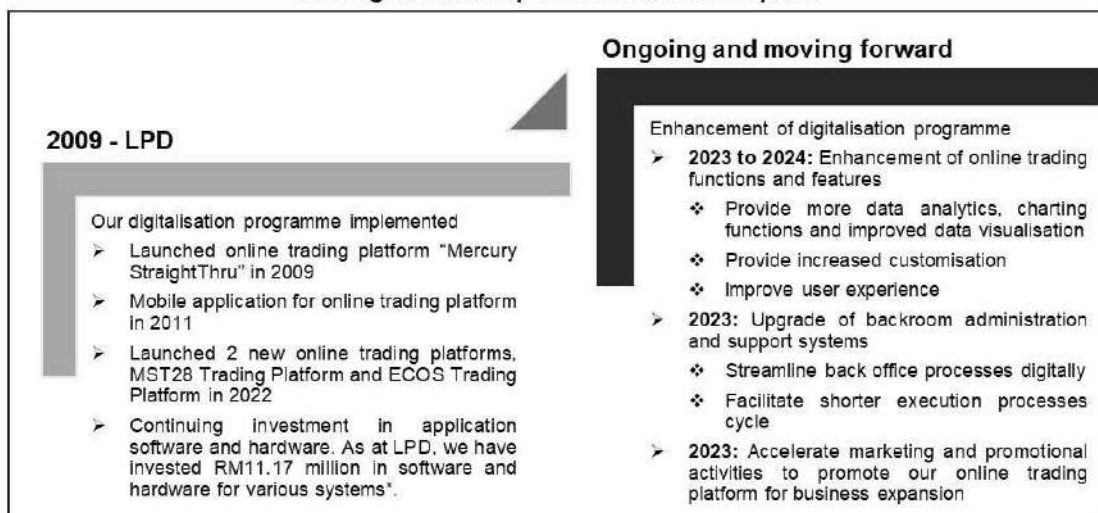 2009 - LPD
Our digitalisation programme implemented
➢ Launched online trading platform "Mercury
StraightThru" in 2009
➢ Mobile application for online trading platform
in 2011
➢ Launched 2 new online trading platforms,
MST28 Trading Platform and ECOS Trading
Platform in 2022
➢ Continuing investment in application
software and hardware. As at LPD, we have
invested RM11.17 million in software and
hardware for various systems*.
Ongoing and moving forward
Enhancement of digitalisation programme
➢ 2023 to 2024: Enhancement of online trading
functions and features
❖ Provide more data analytics, charting
functions and improved data visualisation
❖ Provide increased customisation
❖ Improve user experience
➢ 2023: Upgrade of backroom administration
and support systems
❖ Streamline back office processes digitally
❖ Facilitate shorter execution processes
cycle
➢ 2023: Accelerate marketing and promotional
activities to promote our online trading
platform for business expansion